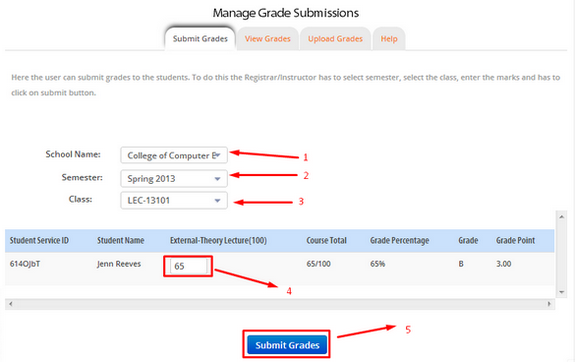 Manage Grade Submissions
Submit Grades View Grades Upload Grades Help
Here the user can submit grades to the students. To do this the Registrar/Instructor has to select semester, select the class, enter the marks and has to
click on submit button.
School Name: College of Computer E 1
Semester: Spring 2013 2
Class: LEC-13101 3
Student Service ID Student Name External-Theory Lecture(100) Course Total Grade Percentage Grade Grade Point
614OJbT Jenn Reeves 65 65/100 65% B 3.00
4
Submit Grades 5